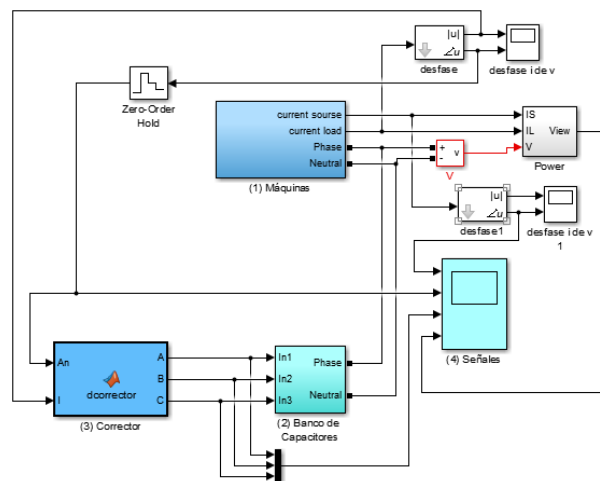 |u|
∠u
desfase
desfase i de v
Zero-Order
Hold
current sourse
current load
Phase
Neutral
(1) Máquinas
+
-
v
V
IS
IL
V
View
Power
|u|
∠u
desfase1
desfase i de v
1
(4) Señales
An
I
dcorrector
A
B
C
(3) Corrector
In1
In2
In3
Phase
Neutral
(2) Banco de
Capacitores